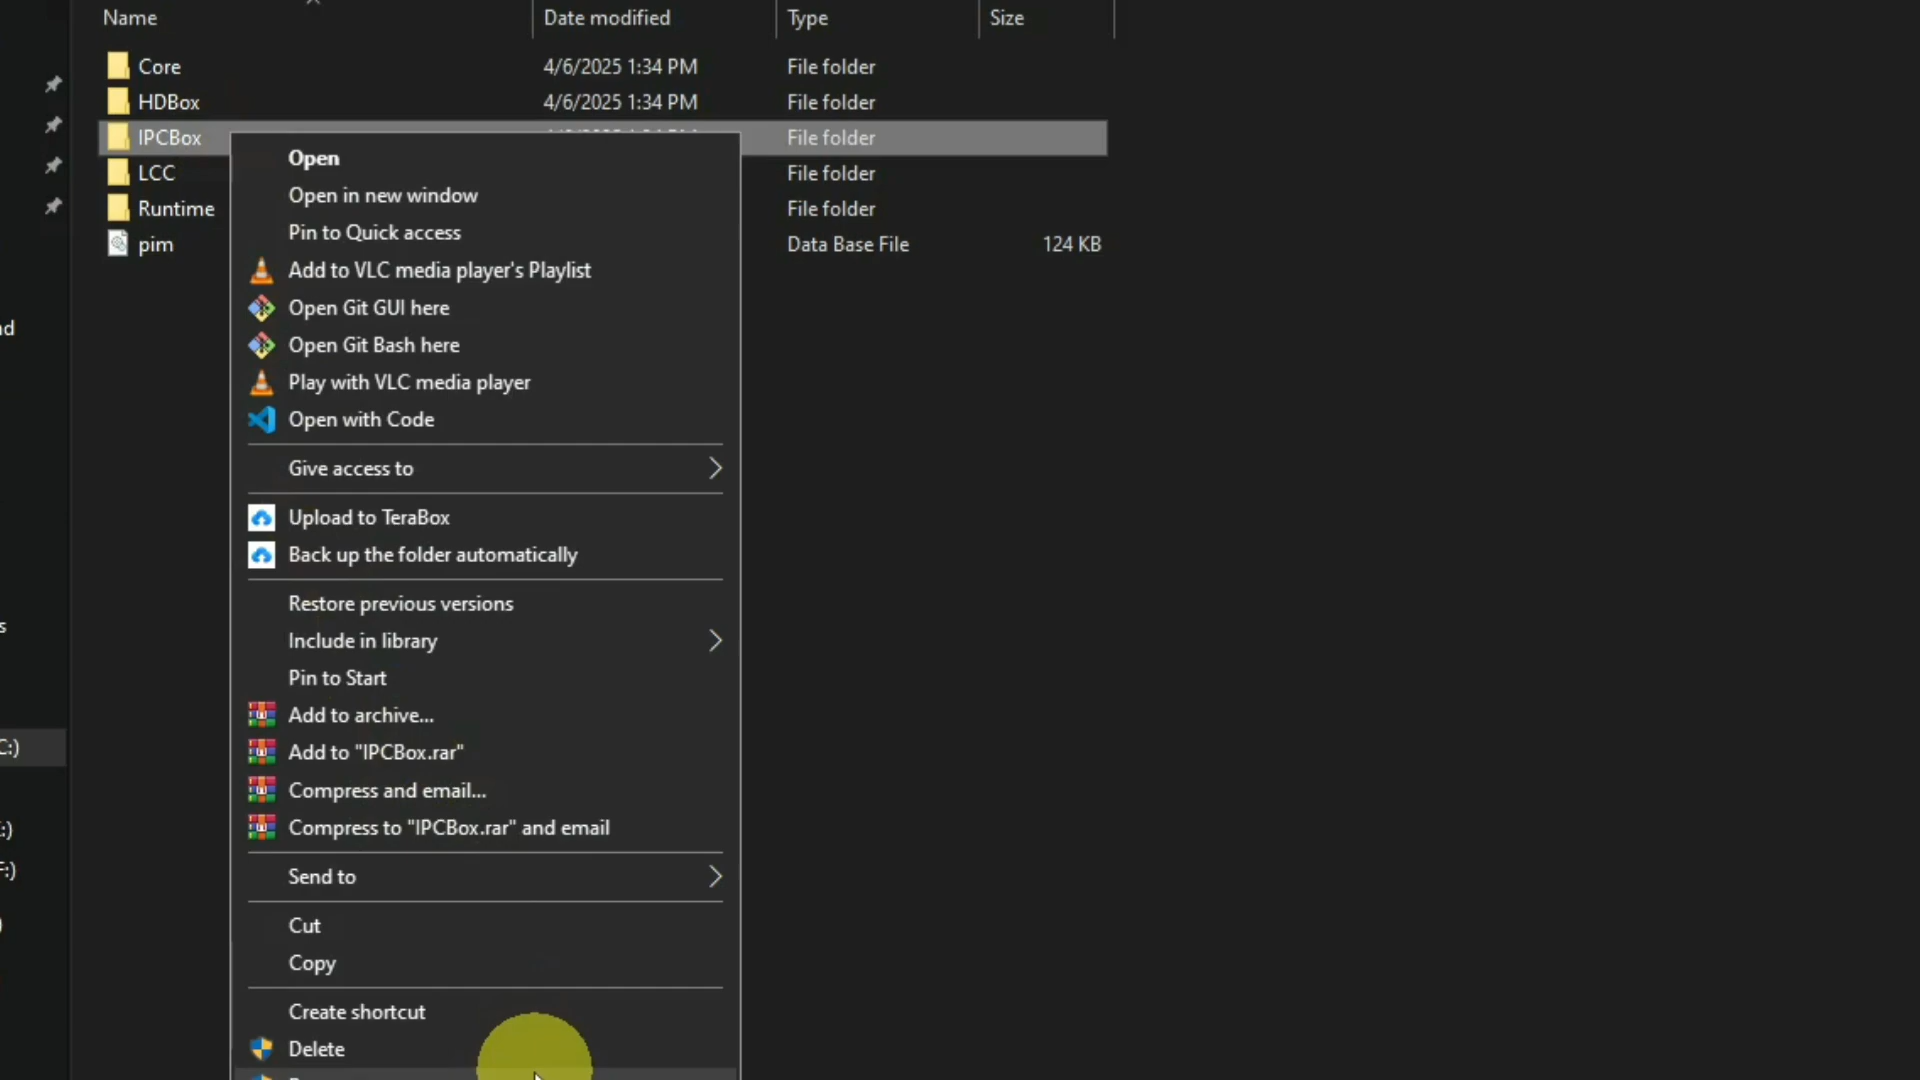 Name Date modified Type Size
Core 4/6/2025 1:34 PM File folder
HDBox 4/6/2025 1:34 PM File folder
IPCBox File folder
LCC File folder
Runtime File folder
pim Data Base File 124 KB
Open
Open in new window
Pin to Quick access
Add to VLC media player's Playlist
Open Git GUI here
Open Git Bash here
Play with VLC media player
Open with Code
Give access to
Upload to TeraBox
Back up the folder automatically
Restore previous versions
Include in library
Pin to Start
Add to archive...
Add to "IPCBox.rar"
Compress and email...
Compress to "IPCBox.rar" and email
Send to
Cut
Copy
Create shortcut
Delete
nd
s
C:)
:)
F:)
)